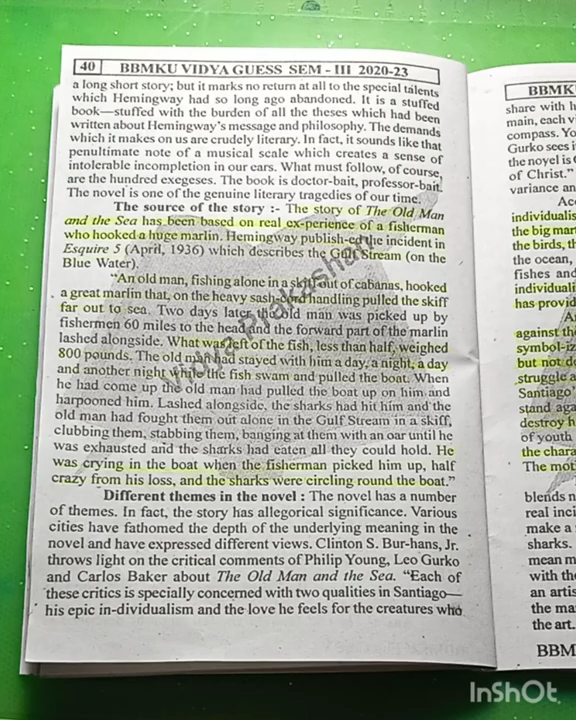 40 BBMKU VIDYA GUESS SEM - III 2020-23
a long short story; but it marks no return at all to the special talents
which Hemingway had so long ago abandoned. It is a stuffed
book—stuffed with the burden of all the theses which had been
written about Hemingway's message and philosophy. The demands
which it makes on us are crudely literary. In fact, it sounds like that
penultimate note of a musical scale which creates a sense of
intolerable incompletion in our ears. What must follow, of course,
are the hundred exegeses. The book is doctor-bait, professor-bait.
The novel is one of the genuine literary tragedies of our time.
The source of the story :- The story of The Old Man
and the Sea has been based on real ex-perience of a fisherman
who hooked a huge marlin. Hemingway publish-ed the incident in
Esquire 5 (April, 1936) which describes the Gulf Stream (on the
Blue Water).
"An old man, fishing alone in a skiff out of cabanas, hooked
a great marlin that, on the heavy sash cord handling pulled the skiff
far out to sea. Two days later the old man was picked up by
fishermen 60 miles to the head and the forward part of the marlin
lashed alongside. What was left of the fish, less than half, weighed
800 pounds. The old man had stayed with him a day, a night, a day
and another night while the fish swam and pulled the boat. When
he had come up the old man had pulled the boat up on him and
harpooned him. Lashed alongside, the sharks had hit him and the
old man had fought them out alone in the Gulf Stream in a skiff,
clubbing them, stabbing them, banging at them with an oar until he
was exhausted and the sharks had eaten all they could hold. He
was crying in the boat when the fisherman picked him up, half
crazy from his loss, and the sharks were circling round the boat."
Different themes in the novel : The novel has a number
of themes. In fact, the story has allegorical significance. Various
cities have fathomed the depth of the underlying meaning in the
novel and have expressed different views. Clinton S. Bur-hans, Jr.
throws light on the critical comments of Philip Young, Leo Gurko
and Carlos Baker about The Old Man and the Sea. "Each of
these critics is specially concerned with two qualities in Santiago—
his epic in-dividualism and the love he feels for the creatures who
Vidya Prakashan
share with
main, each
compass.
Gurko sees
the novel is
of Christ."
variance an
individualis
the big mar
the birds, th
the ocean,
fishes and
individuali
has provid
against th
symbol-iz
but not de
struggle a
Santiago'
stand aga
destroy h
of youth
the chara
The mot
blends n
real inci
make a
sharks.
mean m
with the
an artis
the ma
the art.
BBM
InShOt